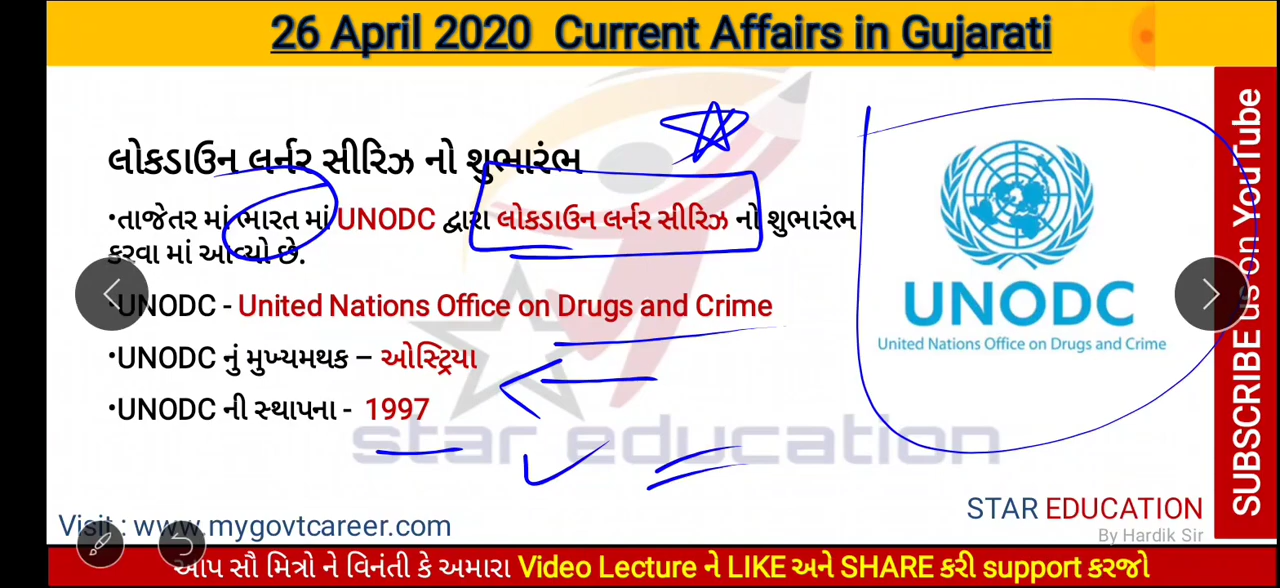 26 April 2020 Current Affairs in Gujarati
લોકડાઉન લર્નર સીરિઝ નો શુભારંભ
•તાજેતર માં ભારત માં UNODC દ્વારા લોકડાઉન લર્નર સીરિઝ નો શુભારંભ
કરવા માં આવ્યો છે.
•UNODC - United Nations Office on Drugs and Crime
•UNODC નું મુખ્યમથક – ઓસ્ટ્રિયા
•UNODC ની સ્થાપના - 1997
UNODC
United Nations Office on Drugs and Crime
star education
STAR EDUCATION
By Hardik Sir
Visit : www.mygovtcareer.com
આપ સૌ મિત્રો ને વિનંતી કે અમારા Video Lecture ને LIKE અને SHARE કરી support કરજો
SUBSCRIBE us on YouTube